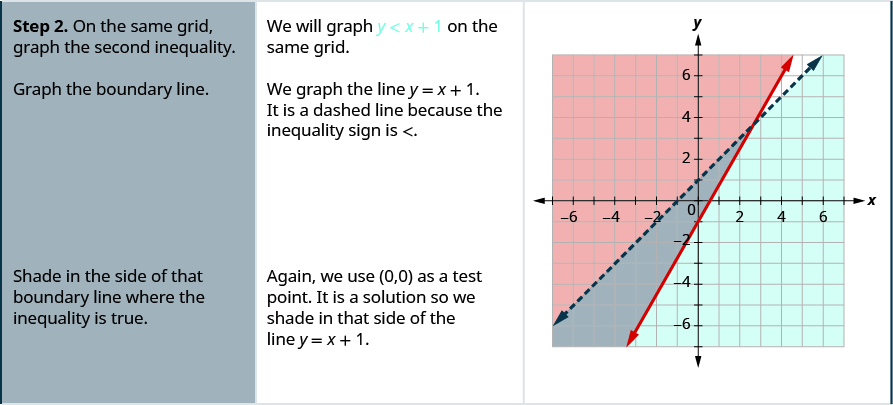 Step 2. On the same grid,
graph the second inequality.
Graph the boundary line.
Shade in the side of that
boundary line where the
inequality is true.
We will graph y < x + 1 on the
same grid.
We graph the line y = x + 1.
It is a dashed line because the
inequality sign is <.
Again, we use (0,0) as a test
point. It is a solution so we
shade in that side of the
line y = x + 1.
y
6
4
2
0
−6 −4 −2 2 4 6
x
−2
−4
−6